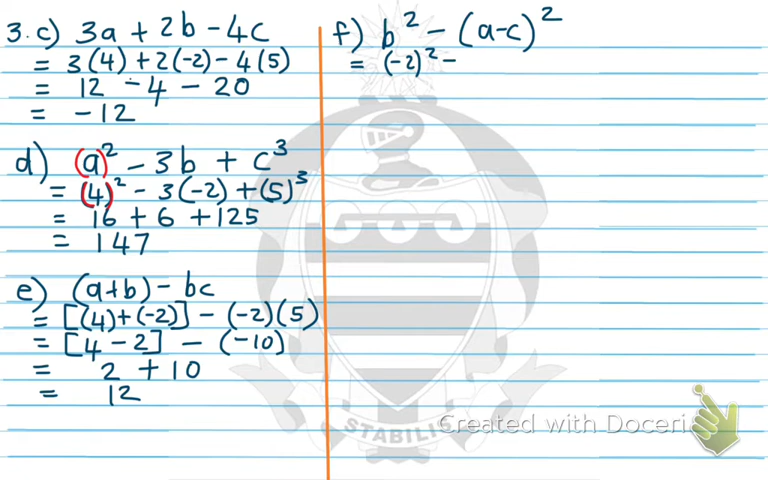 3.c) 3a + 2b - 4c
= 3(4) + 2(-2) - 4(5)
= 12 - 4 - 20
= -12
d) (a)² - 3b + c³
= (4)² - 3(-2) + (5)³
= 16 + 6 + 125
= 147
e) (a+b) - bc
= [(4)+(-2)] - (-2)(5)
= [4 - 2] - (-10)
= 2 + 10
= 12
f) b² - (a-c)²
= (-2)² -
STABILI
Created with Doceri